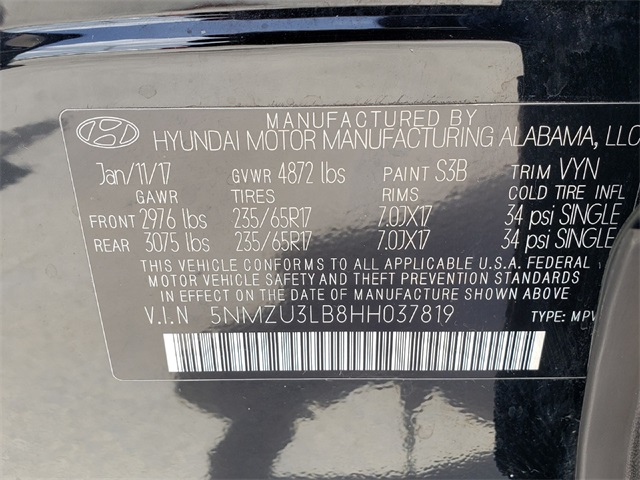 MANUFACTURED BY
HYUNDAI MOTOR MANUFACTURING ALABAMA, LLC
Jan/11/17 GVWR 4872 lbs PAINT S3B TRIM VYN
GAWR TIRES RIMS COLD TIRE INFL
FRONT 2976 lbs 235/65R17 7.0JX17 34 psi SINGLE
REAR 3075 lbs 235/65R17 7.0JX17 34 psi SINGLE
THIS VEHICLE CONFORMS TO ALL APPLICABLE U.S.A. FEDERAL
MOTOR VEHICLE SAFETY AND THEFT PREVENTION STANDARDS
IN EFFECT ON THE DATE OF MANUFACTURE SHOWN ABOVE
V.I.N 5NMZU3LB8HH037819 TYPE: MPV